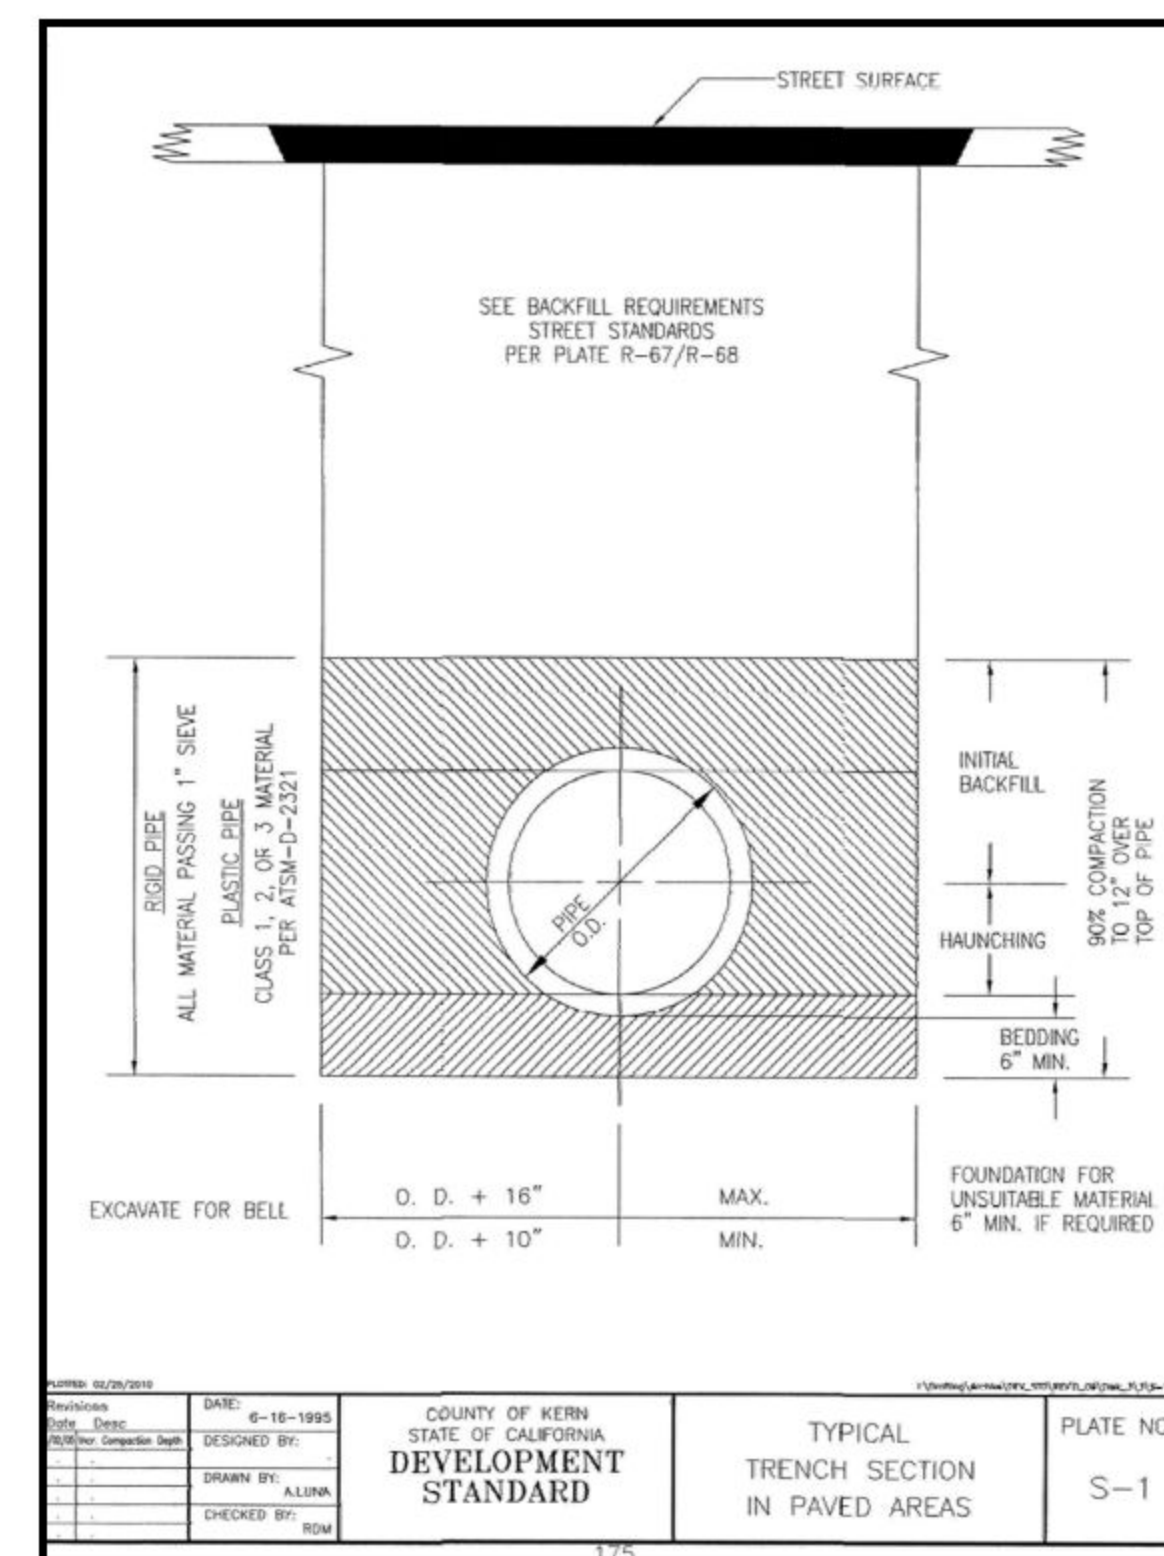 STREET SURFACE
SEE BACKFILL REQUIREMENTS
STREET STANDARDS
PER PLATE R-67/R-68
RIGID PIPE
ALL MATERIAL PASSING 1" SIEVE
PLASTIC PIPE
CLASS 1, 2, OR 3 MATERIAL
PER ATSM-D-2321
PIPE
O.D.
INITIAL
BACKFILL
HAUNCHING
90% COMPACTION
TO 12" OVER
TOP OF PIPE
BEDDING
6" MIN.
EXCAVATE FOR BELL
O. D. + 16" MAX.
O. D. + 10" MIN.
FOUNDATION FOR
UNSUITABLE MATERIAL
6" MIN. IF REQUIRED
PLOTTED: 02/25/2010
Revisions
Date Desc
Incr. Compaction Depth
DATE:
6-16-1995
DESIGNED BY:
DRAWN BY:
A.LUNA
CHECKED BY:
RDM
COUNTY OF KERN
STATE OF CALIFORNIA
DEVELOPMENT
STANDARD
TYPICAL
TRENCH SECTION
IN PAVED AREAS
PLATE NO
S-1
175